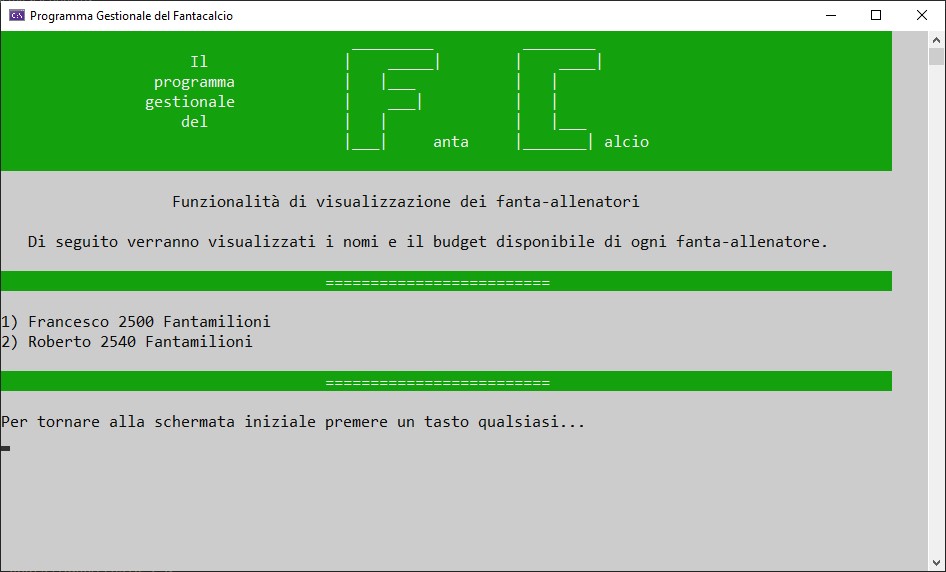 Programma Gestionale del Fantacalcio
Il
programma
gestionale
del
F anta C alcio
Funzionalità di visualizzazione dei fanta-allenatori
Di seguito verranno visualizzati i nomi e il budget disponibile di ogni fanta-allenatore.
=========================
1) Francesco 2500 Fantamilioni
2) Roberto 2540 Fantamilioni
=========================
Per tornare alla schermata iniziale premere un tasto qualsiasi...